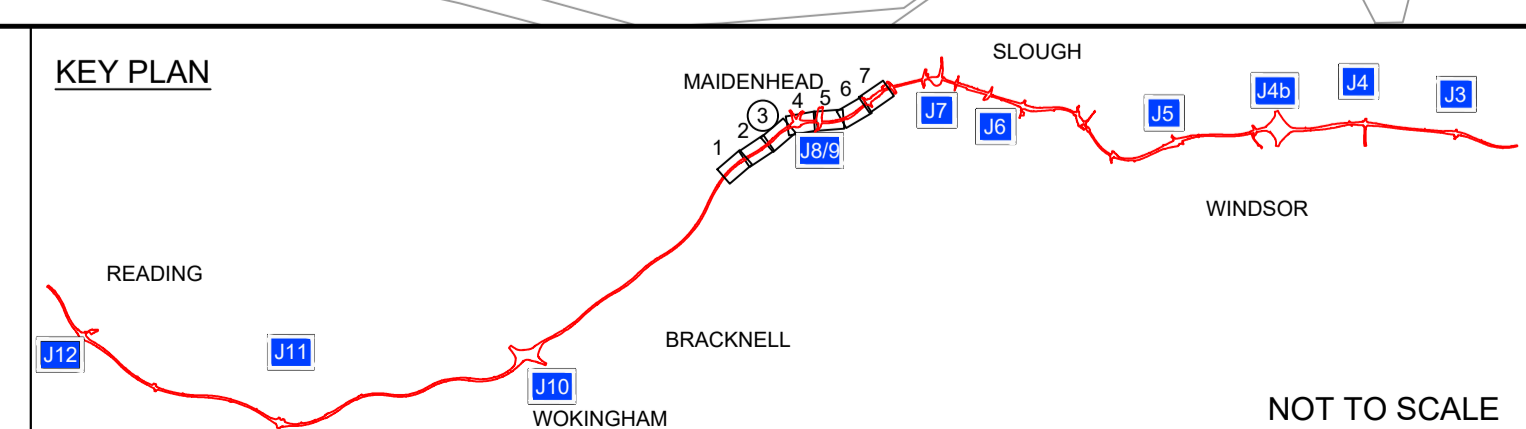 KEY PLAN
SLOUGH
MAIDENHEAD
1
2
3
4
5
6
7
J8/9
J7
J6
J5
J4b
J4
J3
WINDSOR
READING
BRACKNELL
J12
J11
J10
WOKINGHAM
NOT TO SCALE